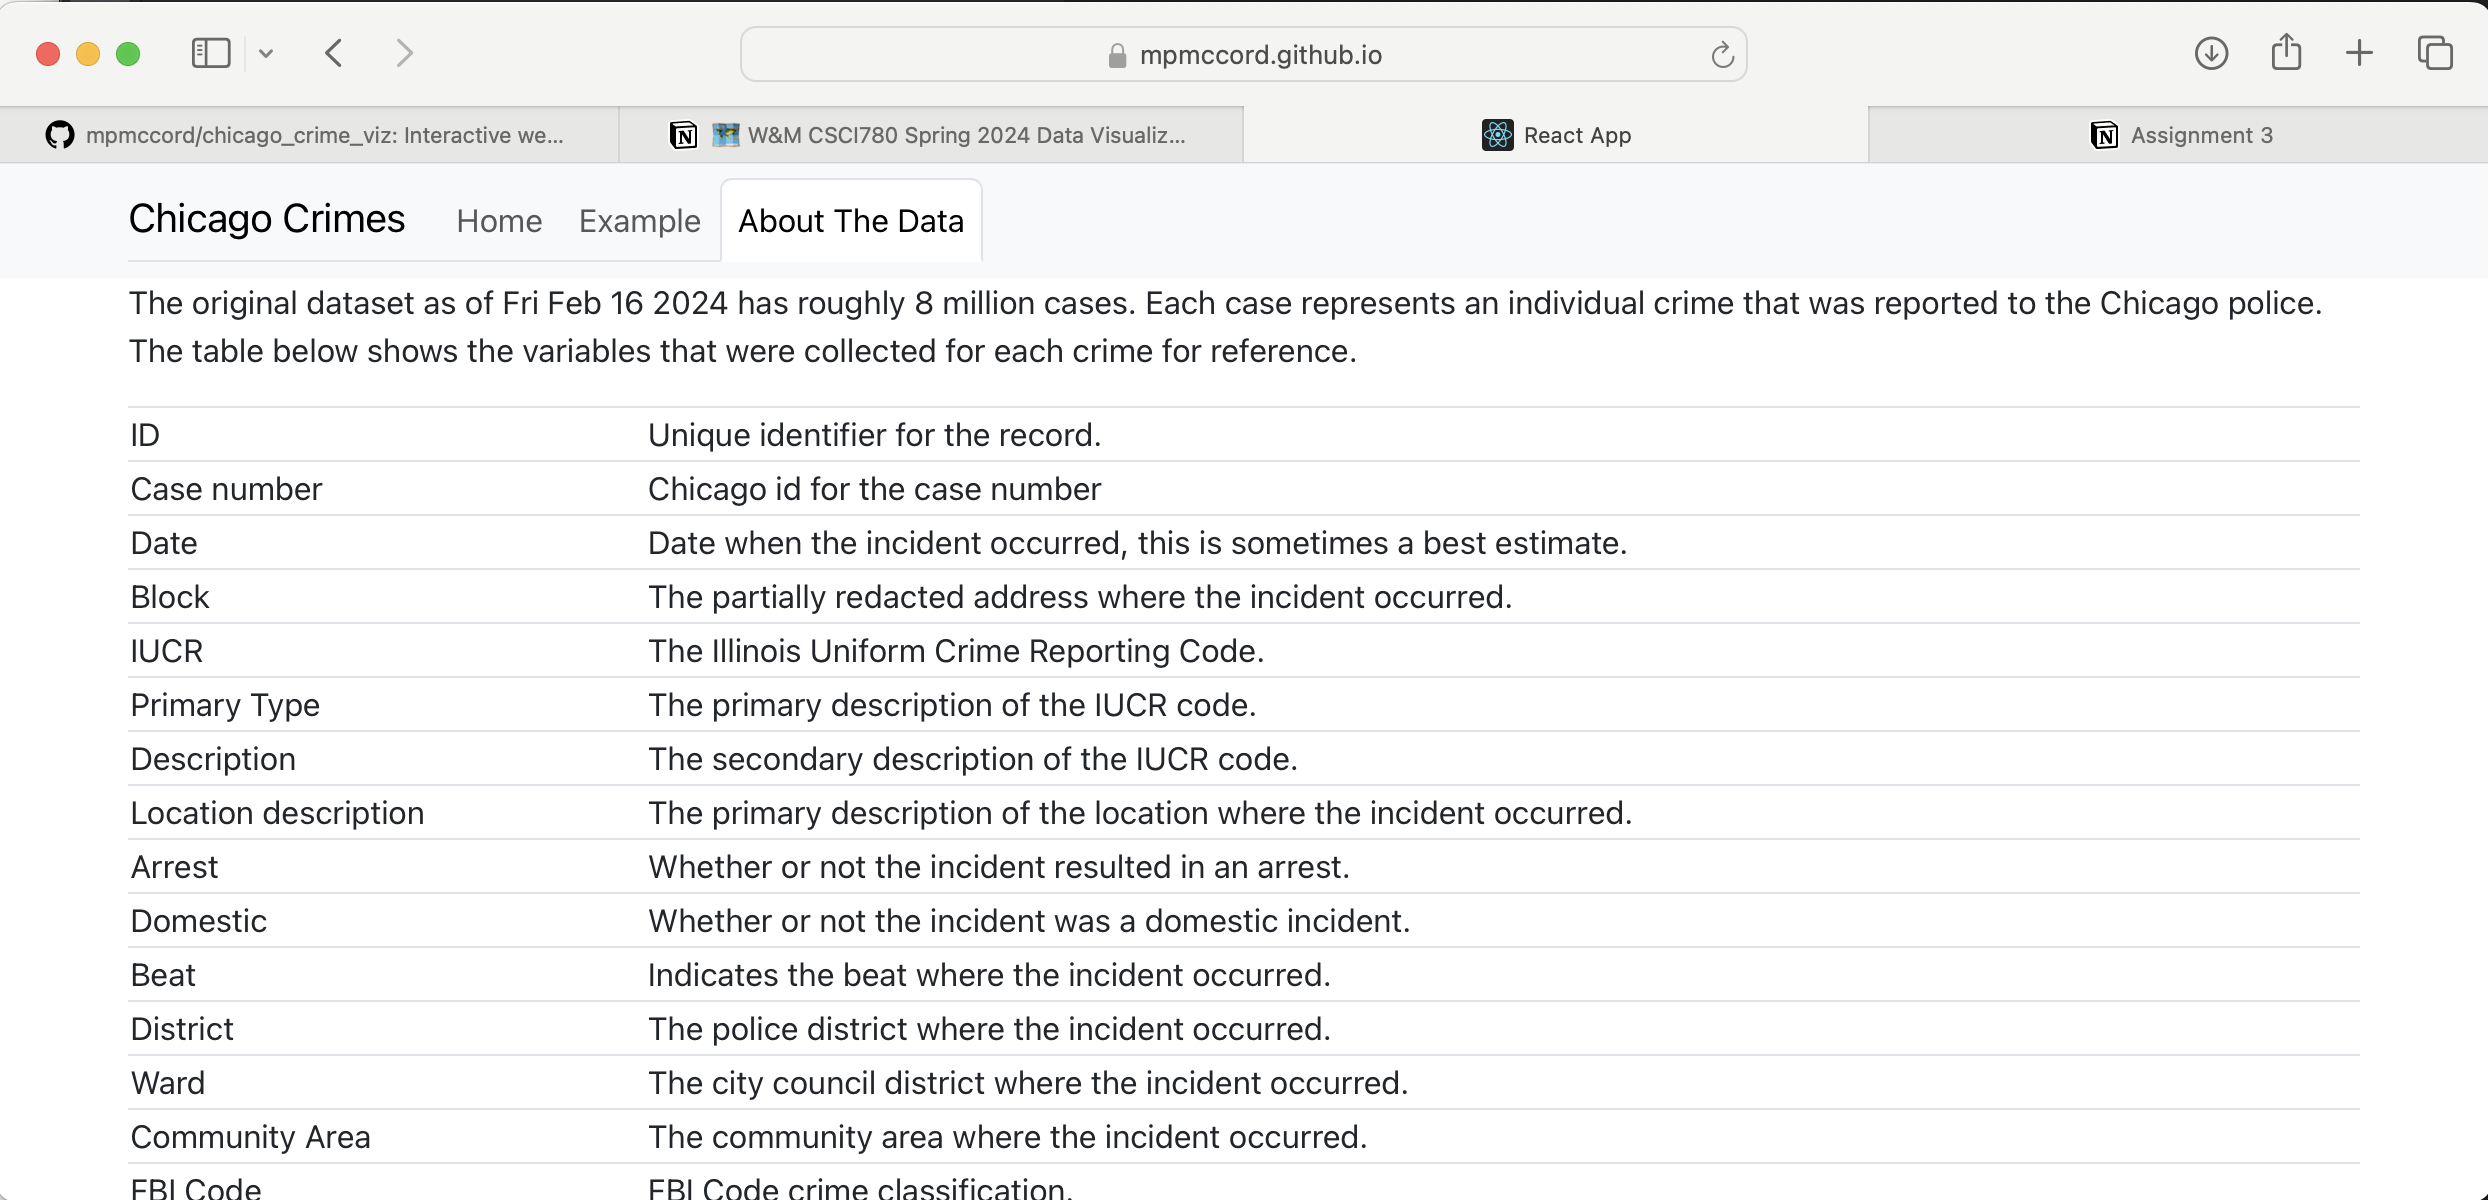 mpmccord.github.io
mpmccord/chicago_crime_viz: Interactive we...
W&M CSCI780 Spring 2024 Data Visualiz...
React App
Assignment 3
Chicago Crimes
Home
Example
About The Data
The original dataset as of Fri Feb 16 2024 has roughly 8 million cases. Each case represents an individual crime that was reported to the Chicago police.
The table below shows the variables that were collected for each crime for reference.
ID Unique identifier for the record.
Case number Chicago id for the case number
Date Date when the incident occurred, this is sometimes a best estimate.
Block The partially redacted address where the incident occurred.
IUCR The Illinois Uniform Crime Reporting Code.
Primary Type The primary description of the IUCR code.
Description The secondary description of the IUCR code.
Location description The primary description of the location where the incident occurred.
Arrest Whether or not the incident resulted in an arrest.
Domestic Whether or not the incident was a domestic incident.
Beat Indicates the beat where the incident occurred.
District The police district where the incident occurred.
Ward The city council district where the incident occurred.
Community Area The community area where the incident occurred.
FBI Code FBI Code crime classification.